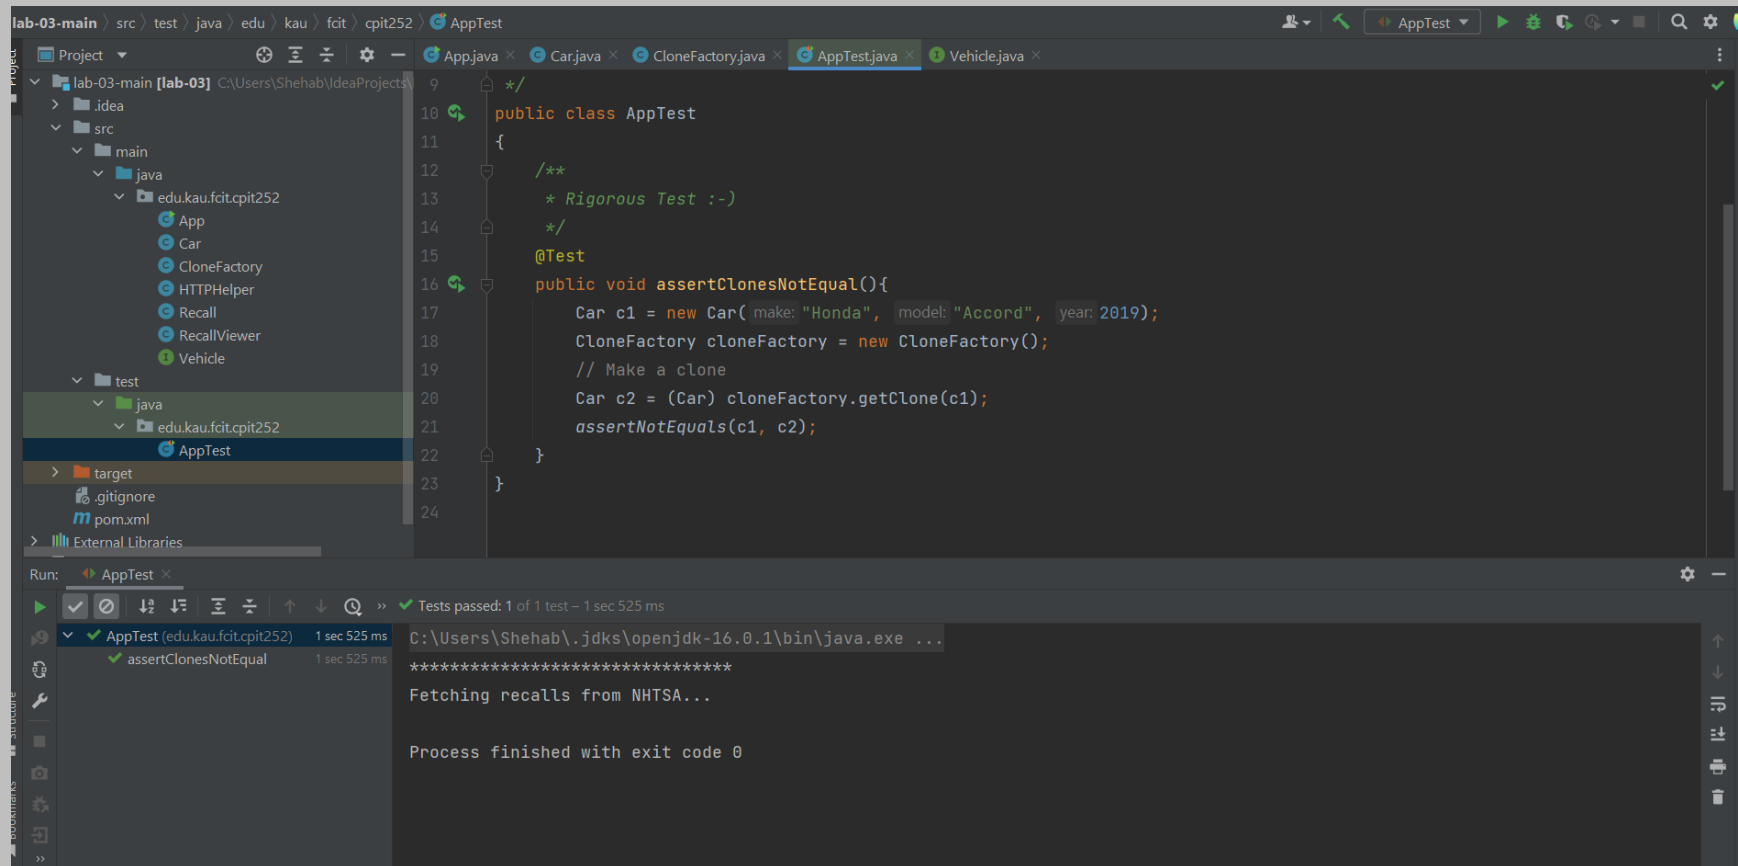 lab-03-main src test java edu kau fcit cpit252 AppTest
AppTest
Project
App.java Car.java CloneFactory.java AppTest.java Vehicle.java
Project
lab-03-main [lab-03] C:\Users\Shehab\IdeaProjects\
.idea
src
main
java
edu.kau.fcit.cpit252
App
Car
CloneFactory
HTTPHelper
Recall
RecallViewer
Vehicle
test
java
edu.kau.fcit.cpit252
AppTest
target
.gitignore
pom.xml
External Libraries
9 */
10 public class AppTest
11 {
12 /**
13 * Rigorous Test :-)
14 */
15 @Test
16 public void assertClonesNotEqual(){
17 Car c1 = new Car( make: "Honda", model: "Accord", year: 2019);
18 CloneFactory cloneFactory = new CloneFactory();
19 // Make a clone
20 Car c2 = (Car) cloneFactory.getClone(c1);
21 assertNotEquals(c1, c2);
22 }
23 }
24
Run: AppTest
Tests passed: 1 of 1 test – 1 sec 525 ms
AppTest (edu.kau.fcit.cpit252) 1 sec 525 ms
assertClonesNotEqual 1 sec 525 ms
C:\Users\Shehab\.jdks\openjdk-16.0.1\bin\java.exe ...
********************************
Fetching recalls from NHTSA...
Process finished with exit code 0
Structure
Bookmarks